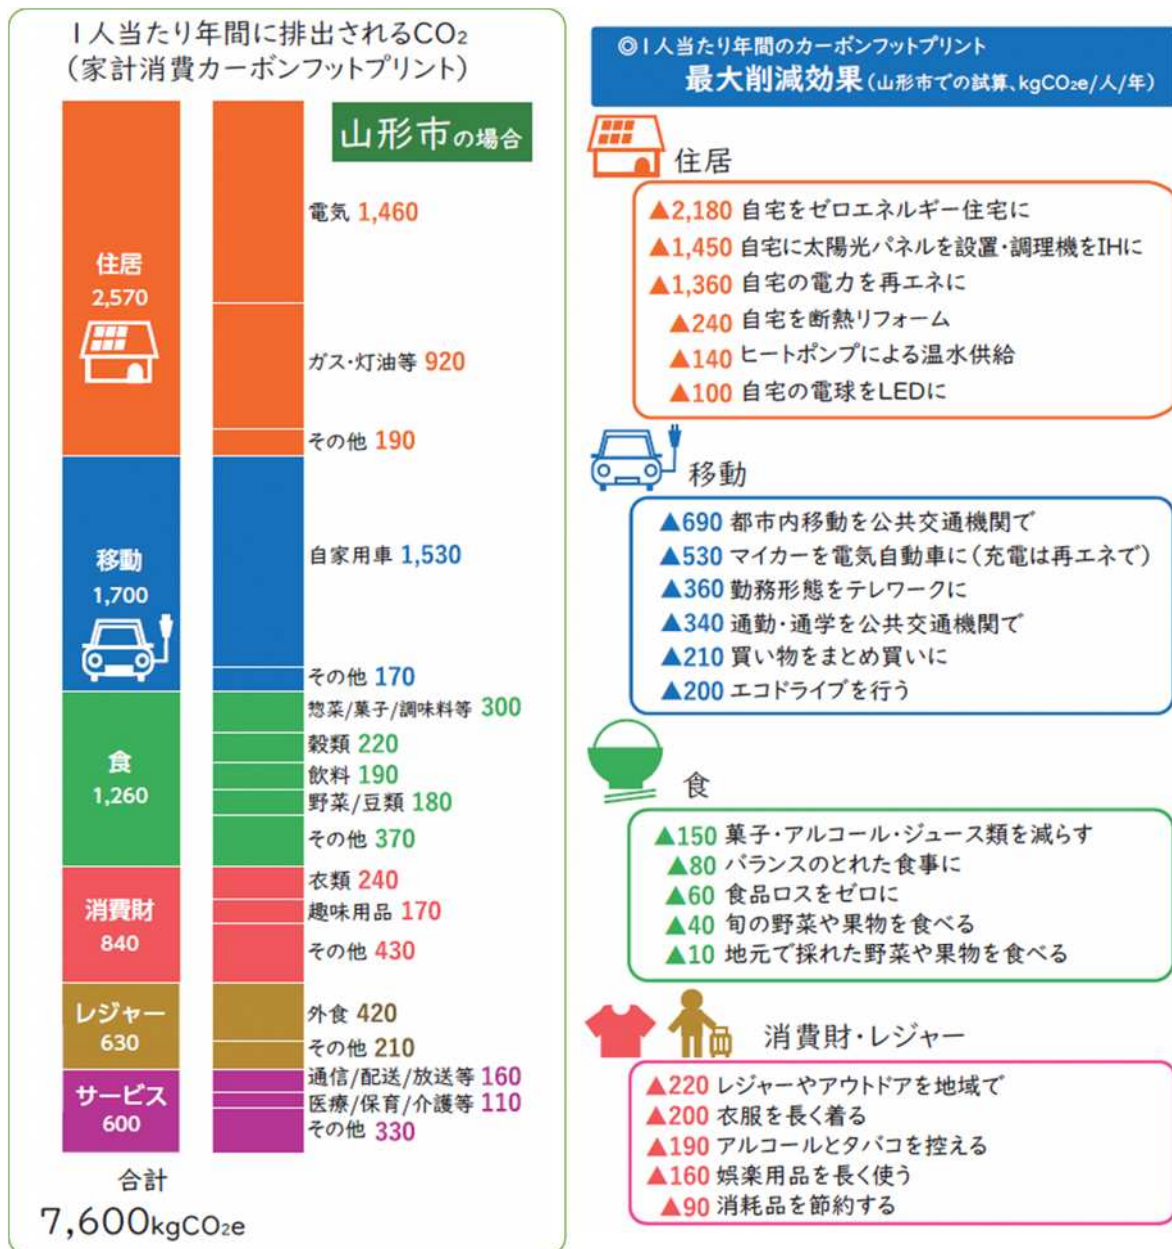 1人当たり年間に排出されるCO₂
(家計消費カーボンフットプリント)
山形市の場合
住居
2,570
電気 1,460
ガス・灯油等 920
その他 190
移動
1,700
自家用車 1,530
その他 170
食
1,260
惣菜/菓子/調味料等 300
穀類 220
飲料 190
野菜/豆類 180
その他 370
消費財
840
衣類 240
趣味用品 170
その他 430
レジャー
630
外食 420
その他 210
サービス
600
通信/配送/放送等 160
医療/保育/介護等 110
その他 330
合計
7,600kgCO₂e
◎1人当たり年間のカーボンフットプリント
最大削減効果(山形市での試算、kgCO₂e/人/年)
住居
▲2,180 自宅をゼロエネルギー住宅に
▲1,450 自宅に太陽光パネルを設置・調理機をIHに
▲1,360 自宅の電力を再エネに
▲240 自宅を断熱リフォーム
▲140 ヒートポンプによる温水供給
▲100 自宅の電球をLEDに
移動
▲690 都市内移動を公共交通機関で
▲530 マイカーを電気自動車に(充電は再エネで)
▲360 勤務形態をテレワークに
▲340 通勤・通学を公共交通機関で
▲210 買い物をまとめ買いに
▲200 エコドライブを行う
食
▲150 菓子・アルコール・ジュース類を減らす
▲80 バランスのとれた食事に
▲60 食品ロスをゼロに
▲40 旬の野菜や果物を食べる
▲10 地元で採れた野菜や果物を食べる
消費財・レジャー
▲220 レジャーやアウトドアを地域で
▲200 衣服を長く着る
▲190 アルコールとタバコを控える
▲160 娯楽用品を長く使う
▲90 消耗品を節約する